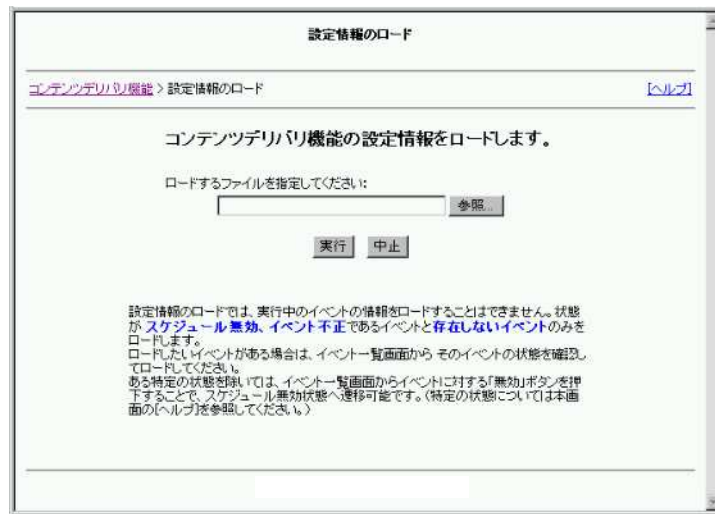 設定情報のロード
コンテンツデリバリ機能 > 設定情報のロード
[ヘルプ]
コンテンツデリバリ機能の設定情報をロードします。
ロードするファイルを指定してください:
参照...
実行 中止
設定情報のロードでは、実行中のイベントの情報をロードすることはできません。状態
が スケジュール無効、イベント不正であるイベントと存在しないイベントのみを
ロードします。
ロードしたいイベントがある場合は、イベント一覧画面から そのイベントの状態を確認し
てロードしてください。
ある特定の状態を除いては、イベント一覧画面からイベントに対する「無効」ボタンを押
下することで、スケジュール無効状態へ遷移可能です。(特定の状態については本画
面の[ヘルプ]を参照してください。)